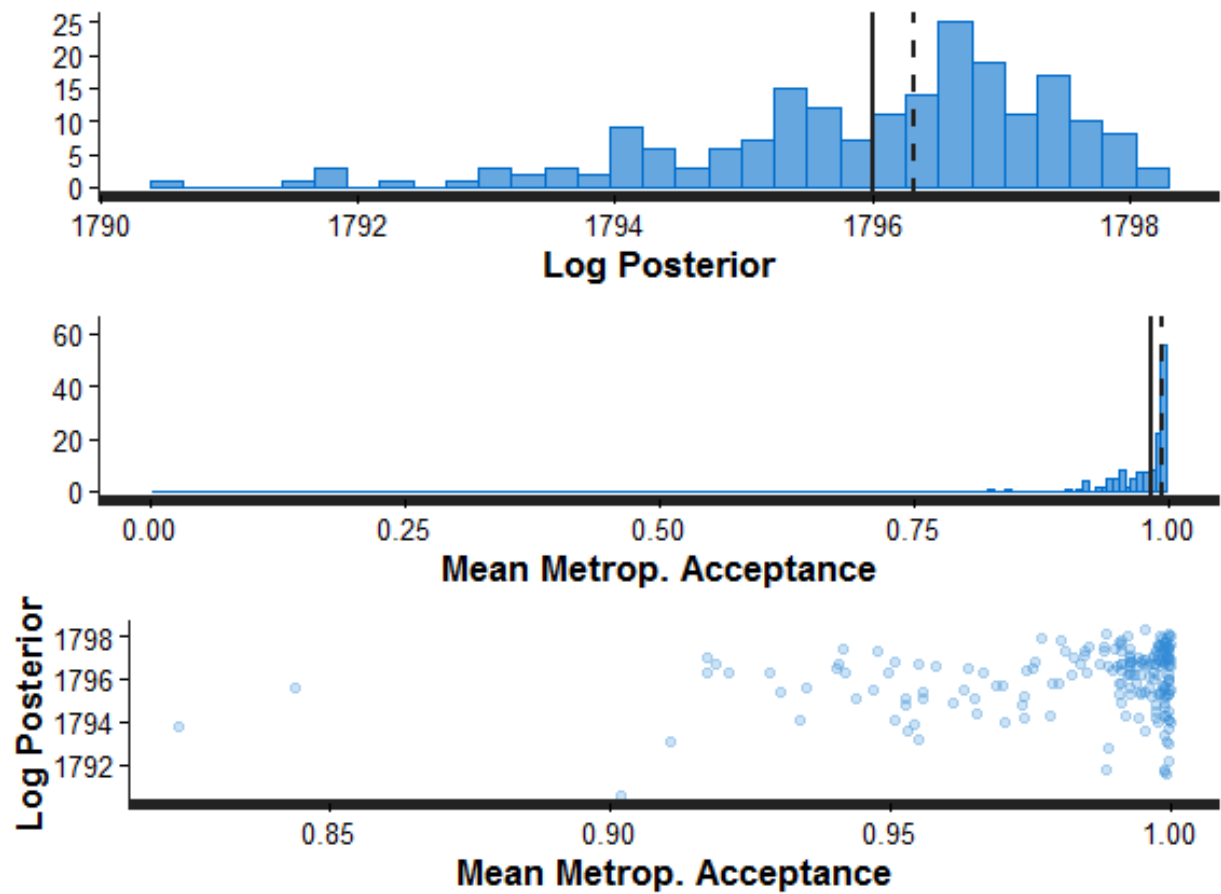 25
20
15
10
5
0
1790 1792 1794 1796 1798
Log Posterior
60
40
20
0
0.00 0.25 0.50 0.75 1.00
Mean Metrop. Acceptance
Log Posterior
1798
1796
1794
1792
0.85 0.90 0.95 1.00
Mean Metrop. Acceptance